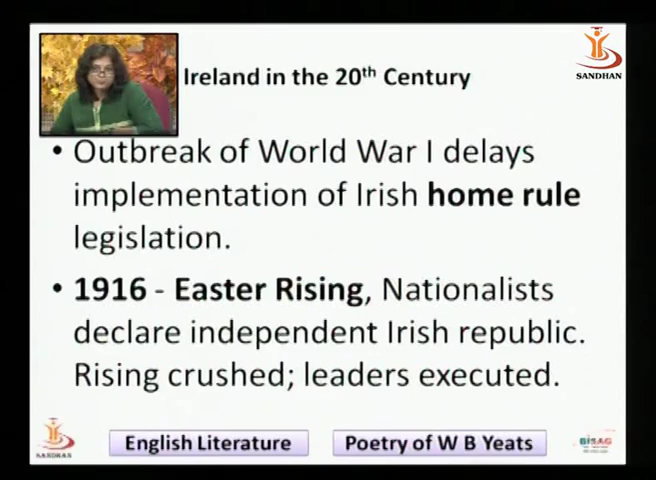 Ireland in the 20th Century
SANDHAN
• Outbreak of World War I delays
implementation of Irish home rule
legislation.
• 1916 - Easter Rising, Nationalists
declare independent Irish republic.
Rising crushed; leaders executed.
SANDHAN
English Literature
Poetry of W B Yeats
BISAG